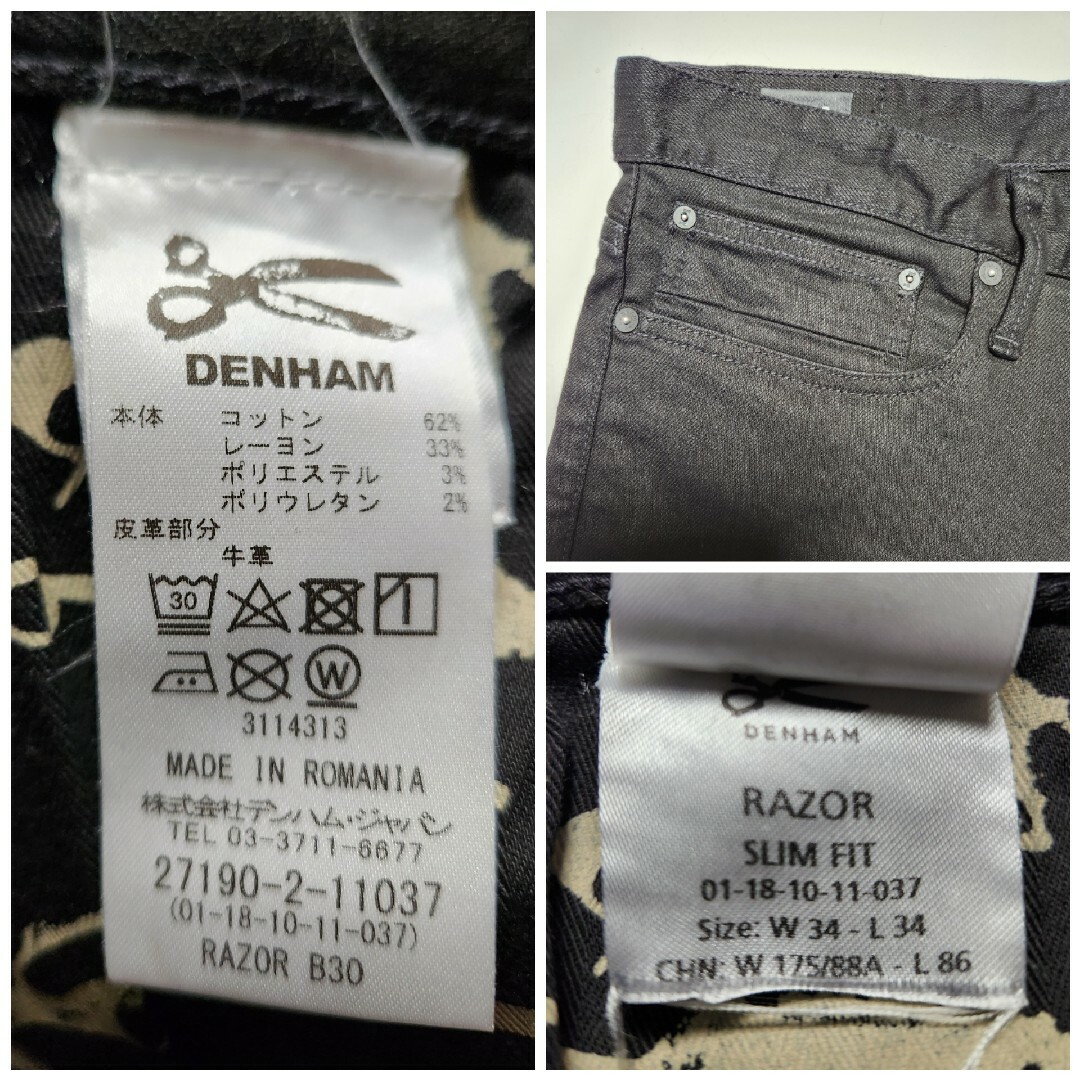 DENHAM
本体 コットン 62%
レーヨン 33%
ポリエステル 3%
ポリウレタン 2%
皮革部分
牛革
30
W
3114313
MADE IN ROMANIA
株式会社デンハム・ジャパン
TEL 03-3711-6677
27190-2-11037
(01-18-10-11-037)
RAZOR B30
DENHAM
RAZOR
SLIM FIT
01-18-10-11-037
Size: W 34 - L 34
CHN: W 175/88A - L 86